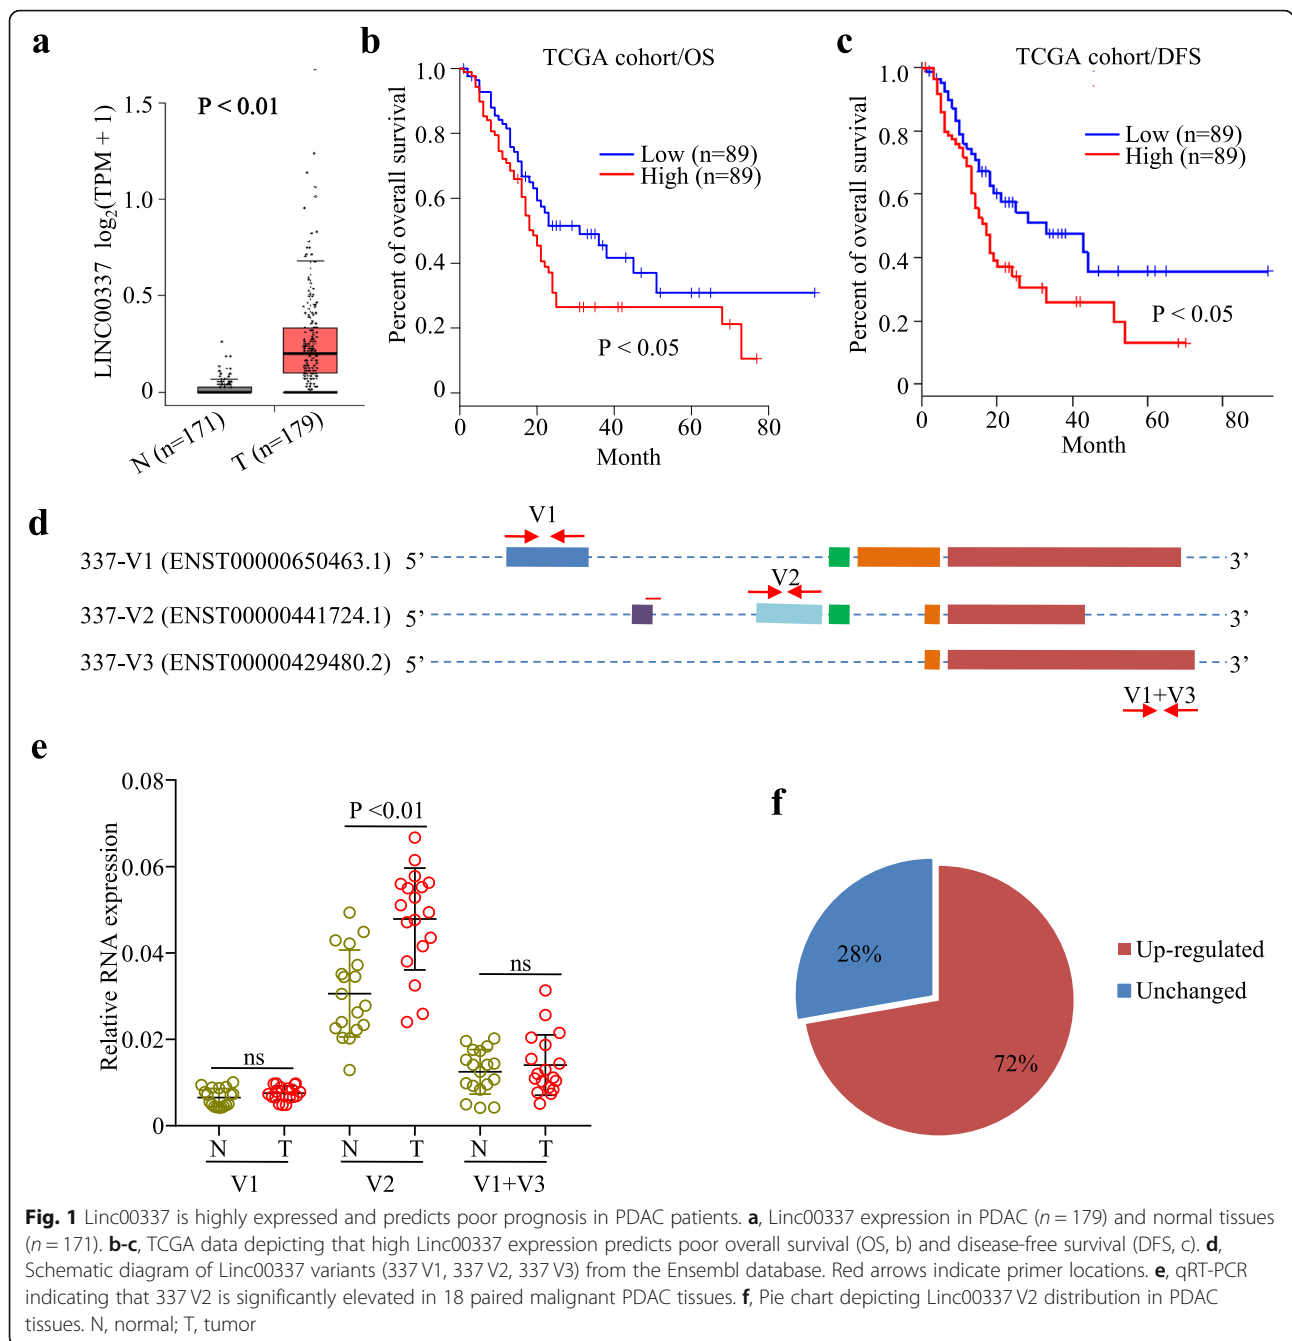 a
P < 0.01
LINC00337 log2(TPM + 1)
1.5
1.0
0.5
0
N (n=171)
T (n=179)
b
TCGA cohort/OS
Percent of overall survival
1.0
0.8
0.6
0.4
0.2
0
Low (n=89)
High (n=89)
P < 0.05
0 20 40 60 80
Month
c
TCGA cohort/DFS
Percent of overall survival
1.0
0.8
0.6
0.4
0.2
0
Low (n=89)
High (n=89)
P < 0.05
0 20 40 60 80
Month
d
V1
337-V1 (ENST00000650463.1) 5’ 3’
V2
337-V2 (ENST00000441724.1) 5’ 3’
337-V3 (ENST00000429480.2) 5’ 3’
V1+V3
e
Relative RNA expression
0.08
0.06
0.04
0.02
0
ns
P <0.01
ns
N T N T N T
V1 V2 V1+V3
f
28%
72%
Up-regulated
Unchanged
Fig. 1 Linc00337 is highly expressed and predicts poor prognosis in PDAC patients. a, Linc00337 expression in PDAC (n = 179) and normal tissues
(n = 171). b-c, TCGA data depicting that high Linc00337 expression predicts poor overall survival (OS, b) and disease-free survival (DFS, c). d,
Schematic diagram of Linc00337 variants (337 V1, 337 V2, 337 V3) from the Ensembl database. Red arrows indicate primer locations. e, qRT-PCR
indicating that 337 V2 is significantly elevated in 18 paired malignant PDAC tissues. f, Pie chart depicting Linc00337 V2 distribution in PDAC
tissues. N, normal; T, tumor